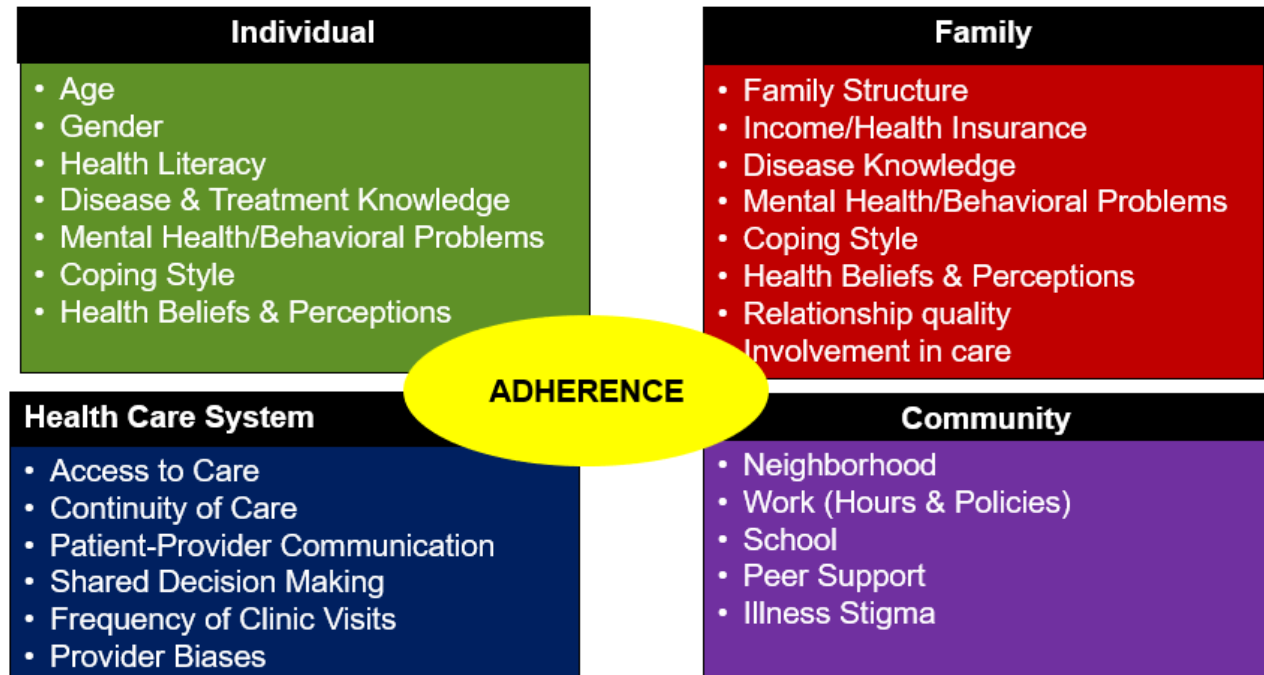 Individual
• Age
• Gender
• Health Literacy
• Disease & Treatment Knowledge
• Mental Health/Behavioral Problems
• Coping Style
• Health Beliefs & Perceptions
Family
• Family Structure
• Income/Health Insurance
• Disease Knowledge
• Mental Health/Behavioral Problems
• Coping Style
• Health Beliefs & Perceptions
• Relationship quality
Involvement in care
ADHERENCE
Health Care System
• Access to Care
• Continuity of Care
• Patient-Provider Communication
• Shared Decision Making
• Frequency of Clinic Visits
• Provider Biases
Community
• Neighborhood
• Work (Hours & Policies)
• School
• Peer Support
• Illness Stigma